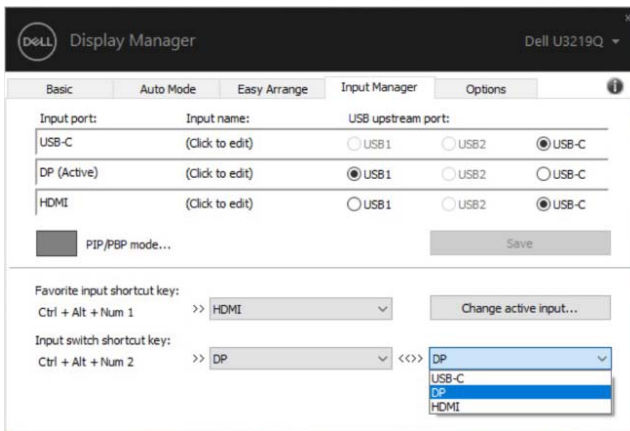 DELL Display Manager Dell U3219Q
Basic Auto Mode Easy Arrange Input Manager Options
Input port: Input name: USB upstream port:
USB-C (Click to edit) USB1 USB2 USB-C
DP (Active) (Click to edit) USB1 USB2 USB-C
HDMI (Click to edit) USB1 USB2 USB-C
PIP/PBP mode... Save
Favorite input shortcut key:
Ctrl + Alt + Num 1 >> HDMI Change active input...
Input switch shortcut key:
Ctrl + Alt + Num 2 >> DP <<>> DP
USB-C
DP
HDMI